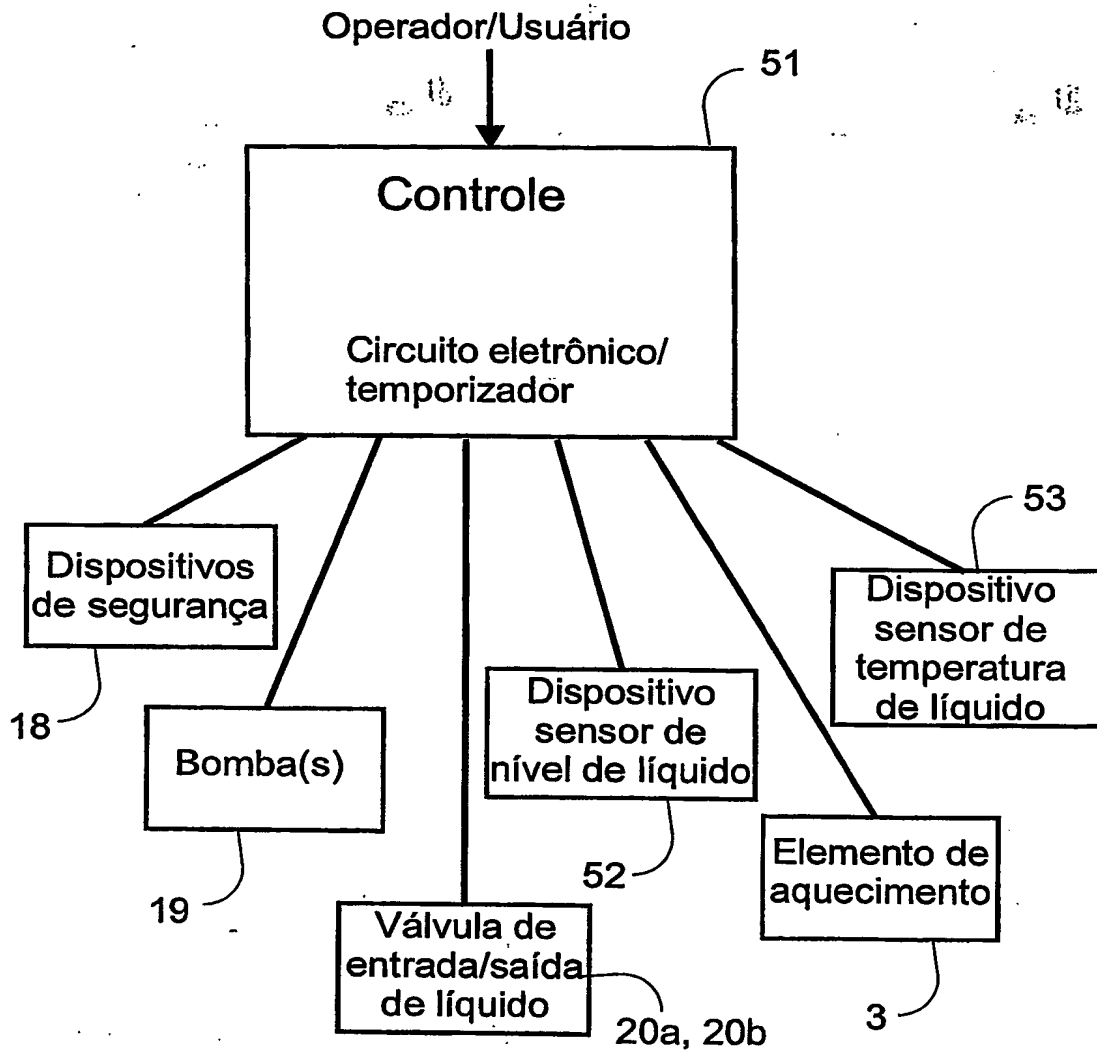 Operador/Usuário
51
Controle
Circuito eletrônico/
temporizador
53
Dispositivos
de segurança
Dispositivo
sensor de
temperatura
de líquido
18
Bomba(s)
Dispositivo
sensor de
nível de líquido
19
52
Elemento de
aquecimento
Válvula de
entrada/saída
de líquido
20a, 20b
3